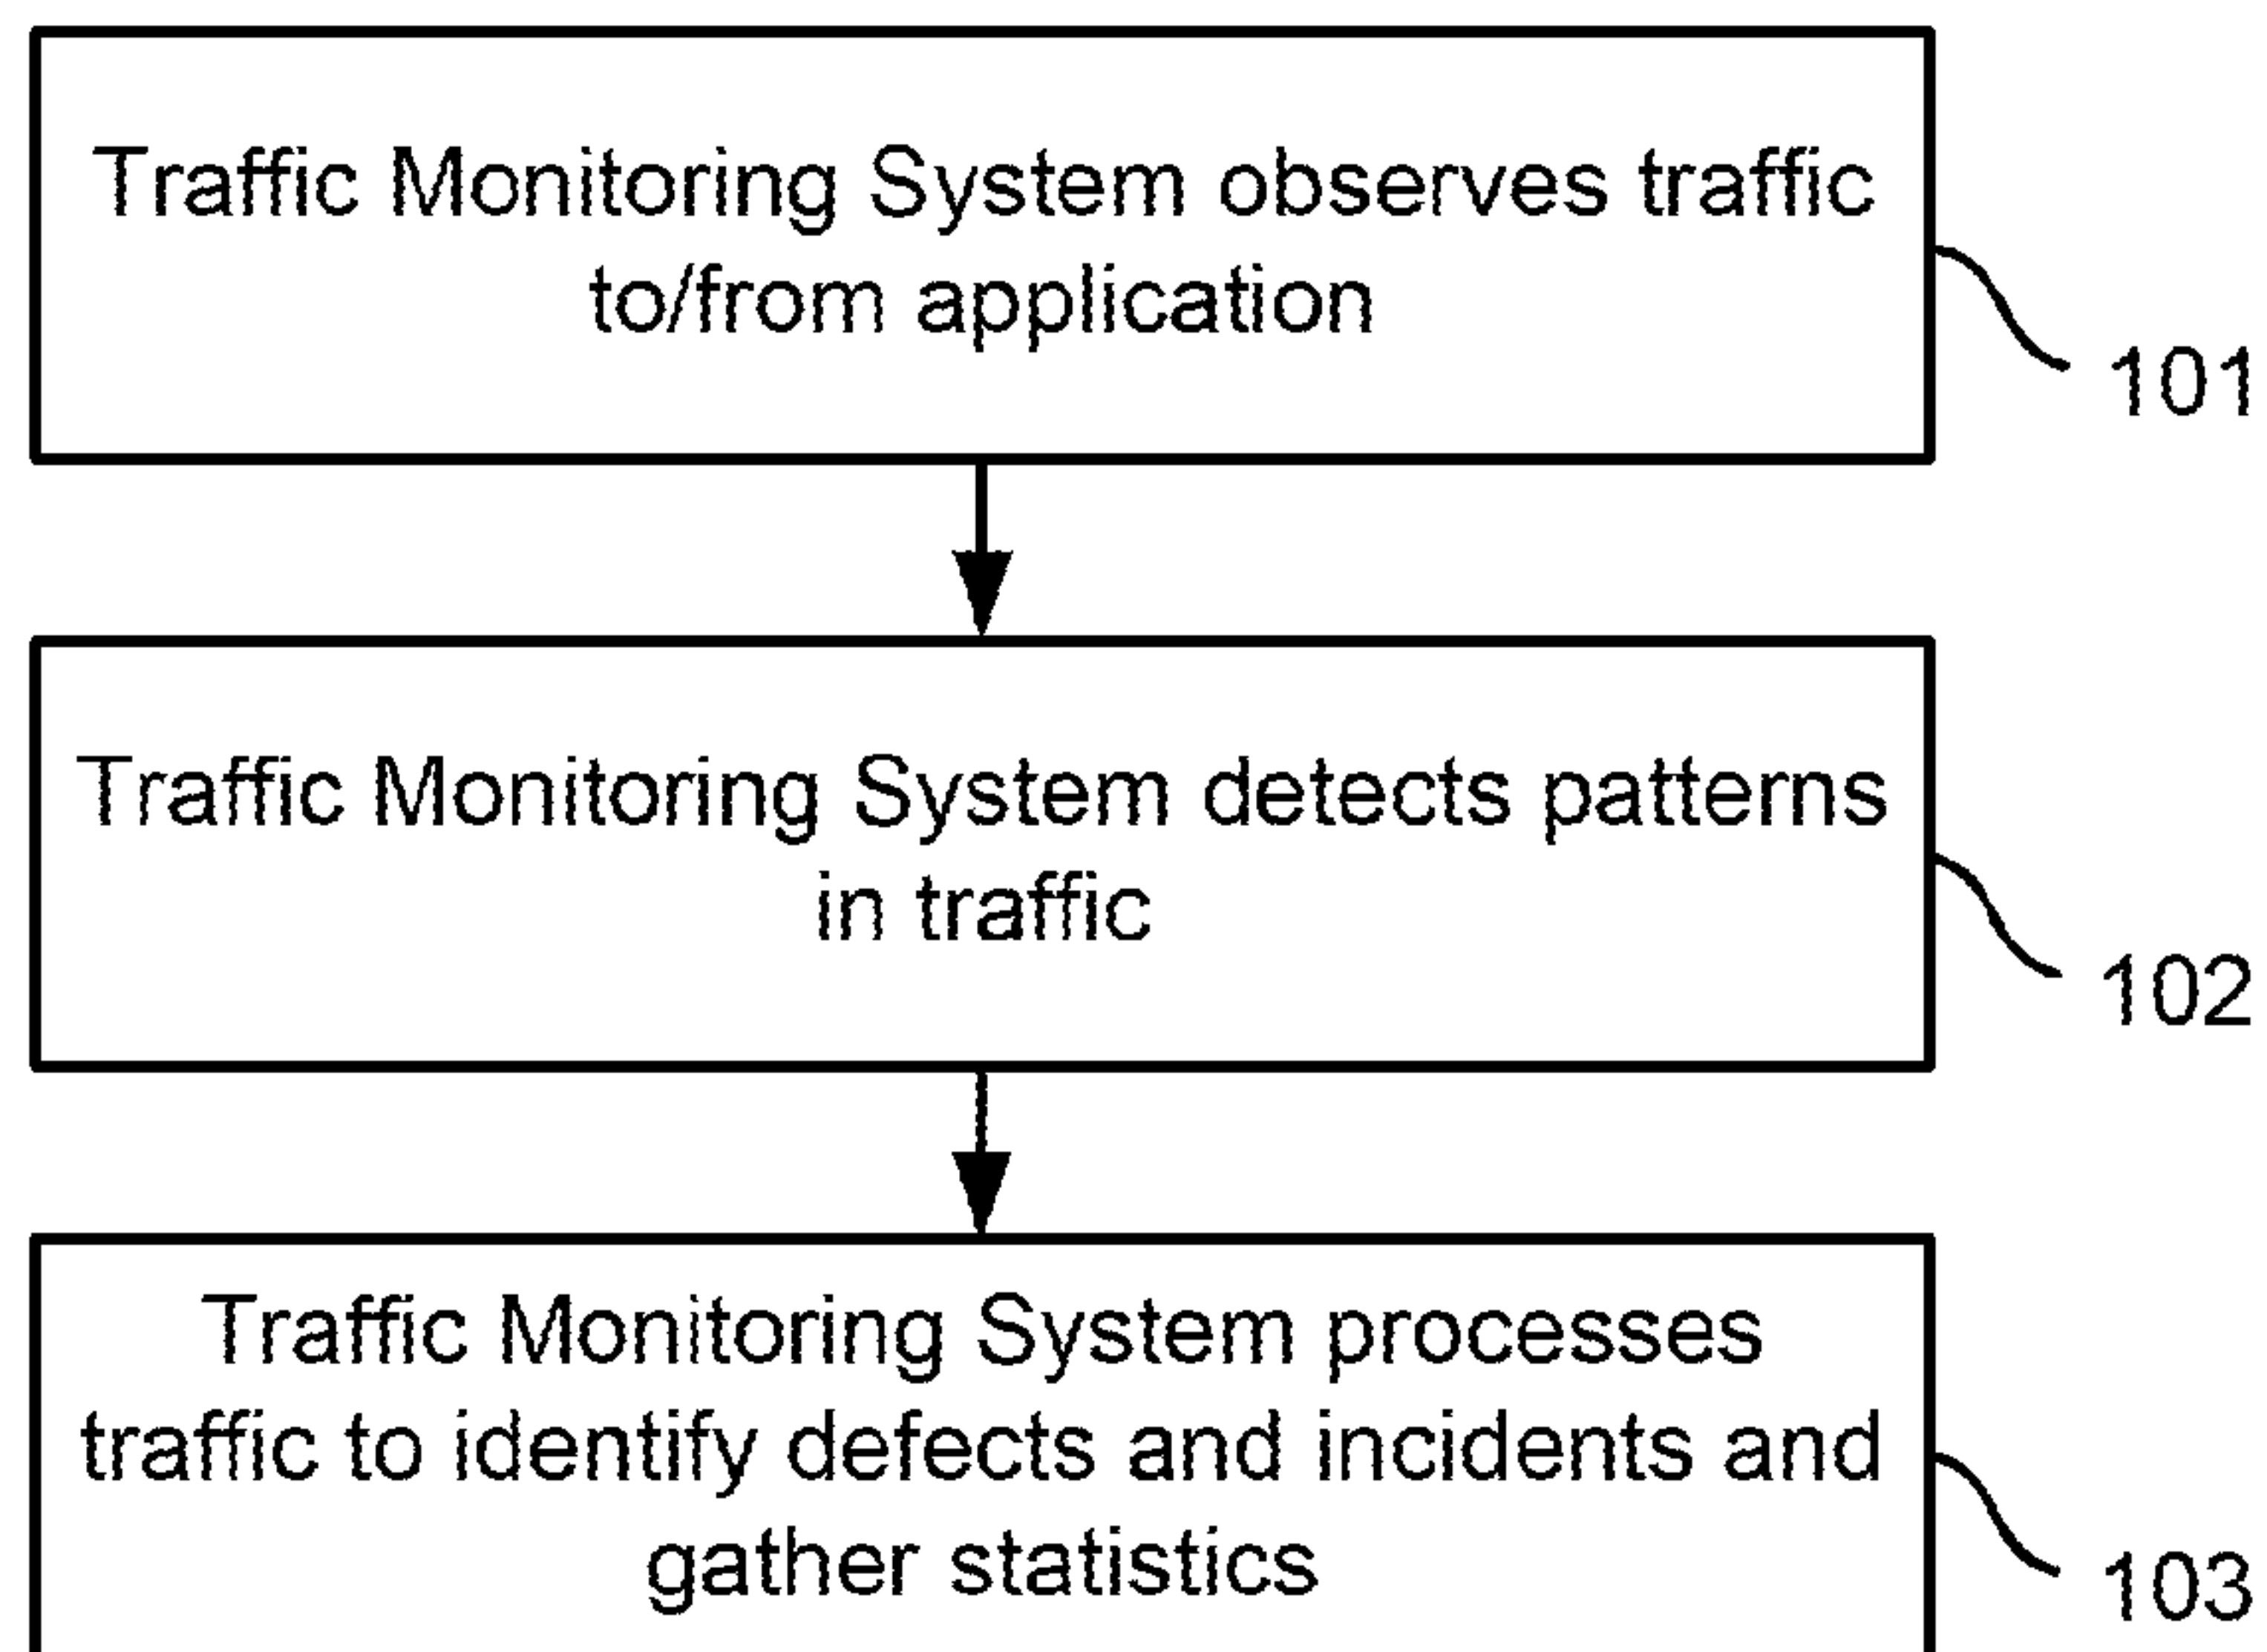 Traffic Monitoring System observes traffic
to/from application
101
Traffic Monitoring System detects patterns
in traffic
102
Traffic Monitoring System processes
traffic to identify defects and incidents and
gather statistics
103